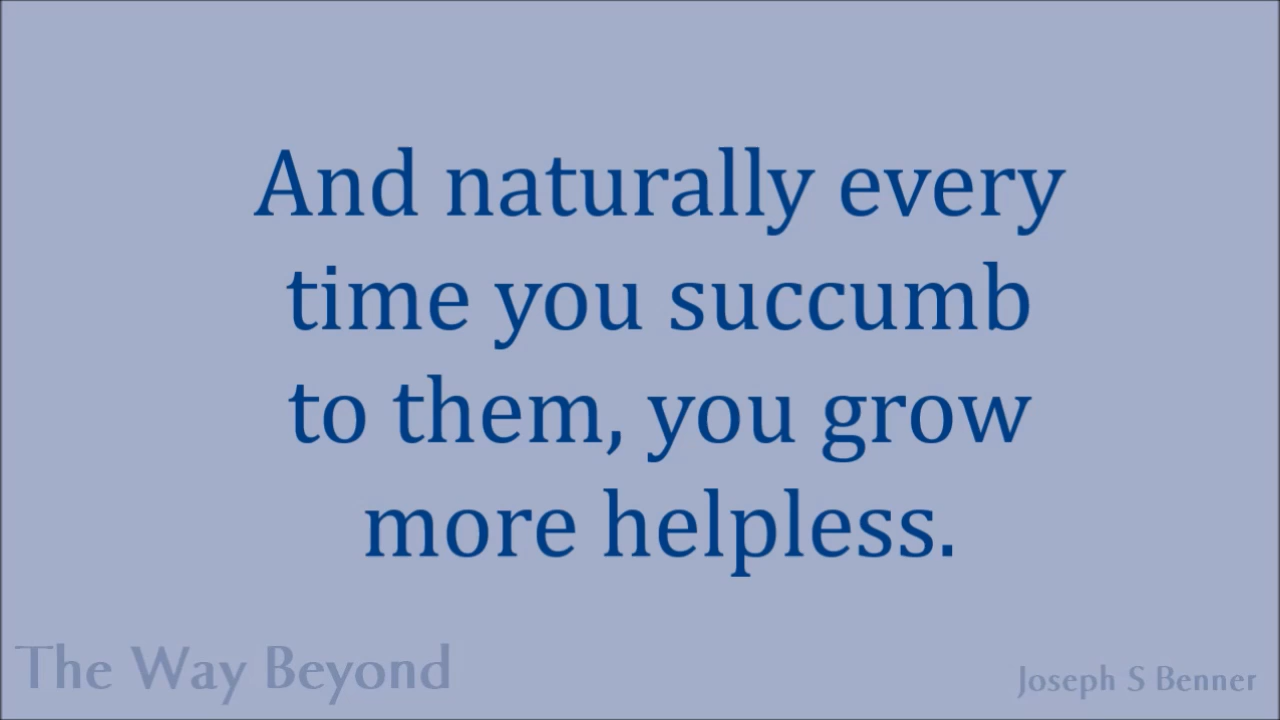 And naturally every
time you succumb
to them, you grow
more helpless.
The Way Beyond
Joseph S Benner